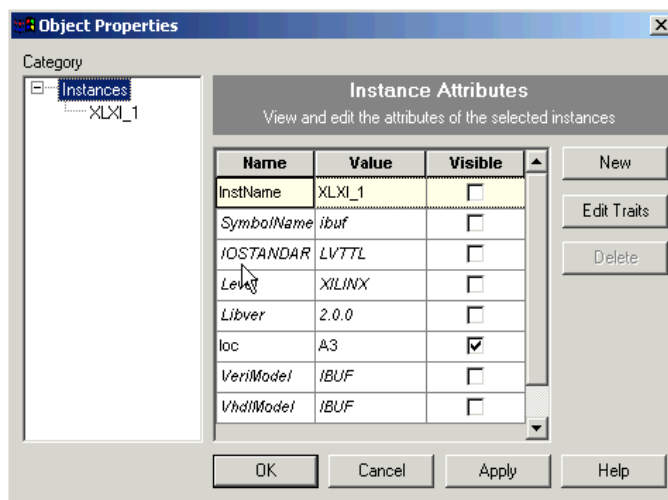 Object Properties
Category
Instances
XLXI_1
Instance Attributes
View and edit the attributes of the selected instances
Name Value Visible
InstName XLXI_1
SymbolName ibuf
IOSTANDAR LVTTL
Level XILINX
Libver 2.0.0
loc A3
VeriModel IBUF
VhdlModel IBUF
New
Edit Traits
Delete
OK Cancel Apply Help